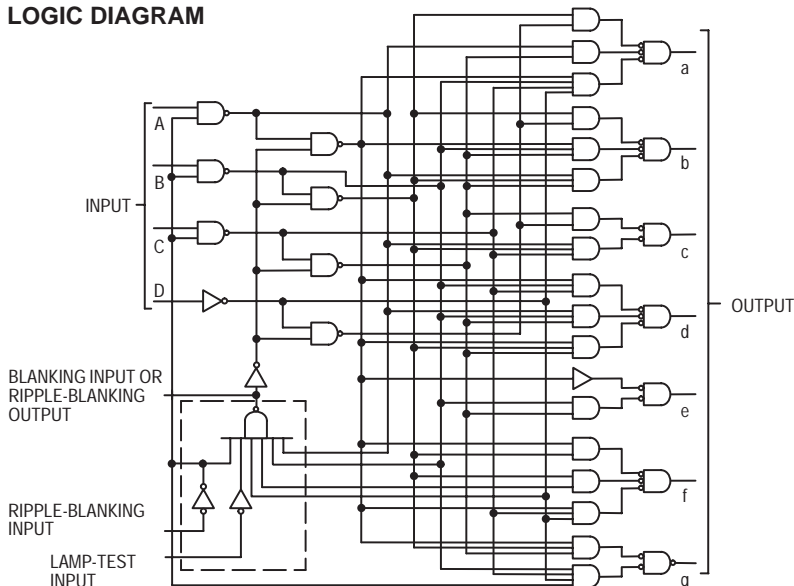 LOGIC DIAGRAM
a
A
b
B
INPUT
c
C
D
OUTPUT
d
BLANKING INPUT OR
RIPPLE-BLANKING
OUTPUT
e
f
RIPPLE-BLANKING
INPUT
LAMP-TEST
INPUT
g